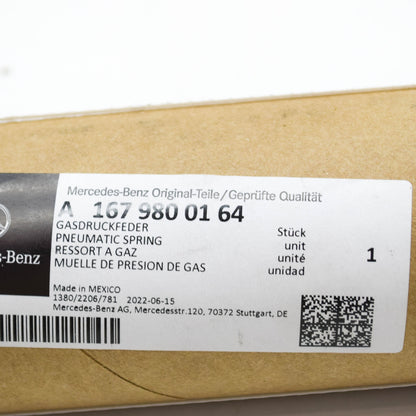 Mercedes-Benz Original-Teile/Geprüfte Qualität
A 167 980 01 64
GASDRUCKFEDER
PNEUMATIC SPRING
RESSORT A GAZ
MUELLE DE PRESION DE GAS
Stück
unit
unité
unidad
1
s-Benz
Made in MEXICO
1380/2206/781 2022-06-15
Mercedes-Benz AG, Mercedesstr.120, 70372 Stuttgart, DE